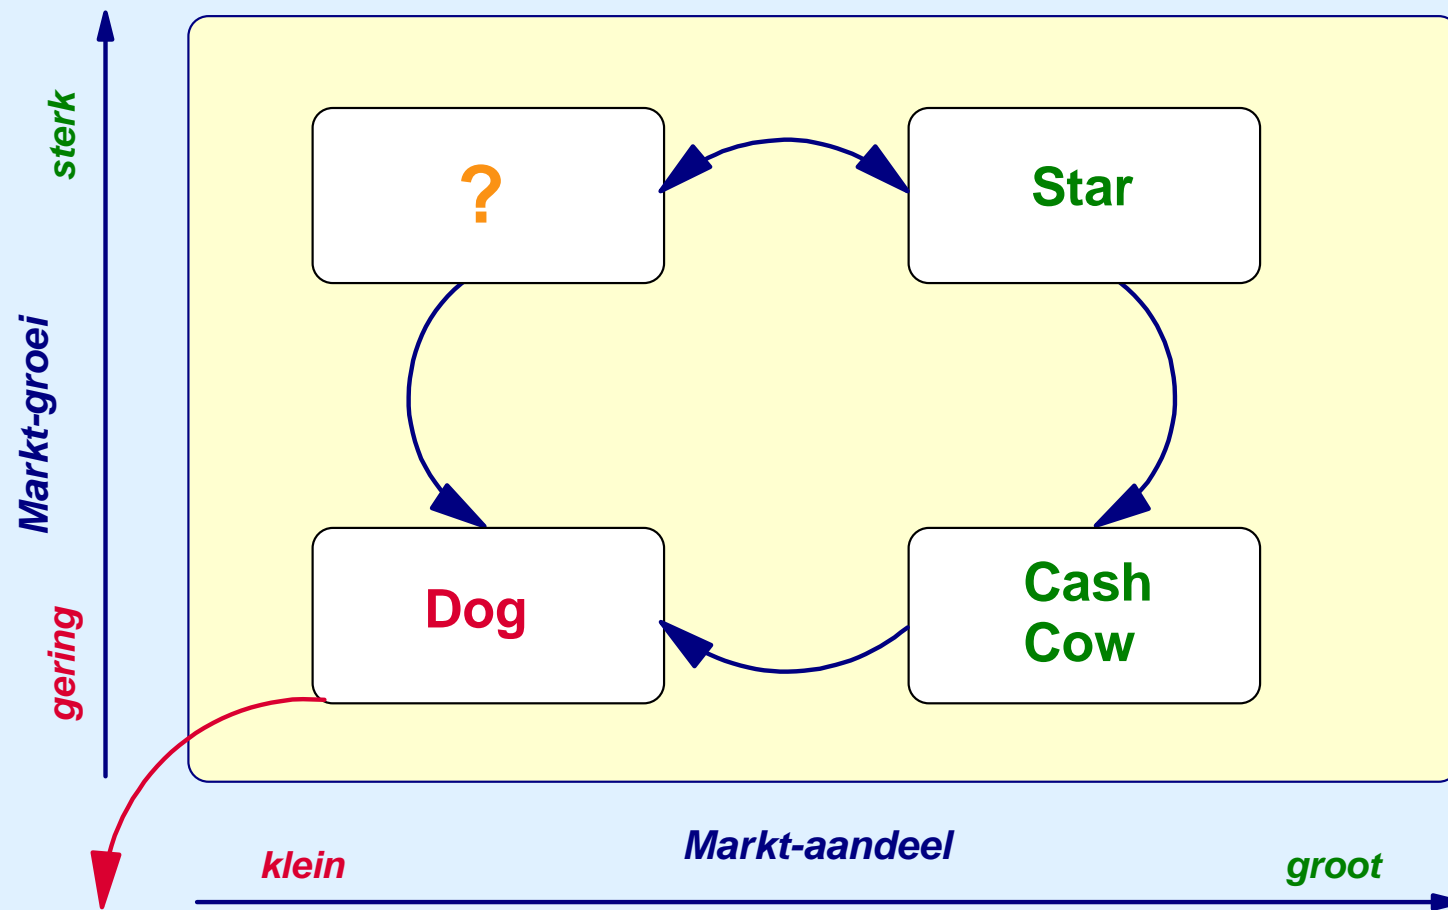 sterk
?
Star
Markt-groei
Dog
Cash
Cow
gering
Markt-aandeel
klein
groot